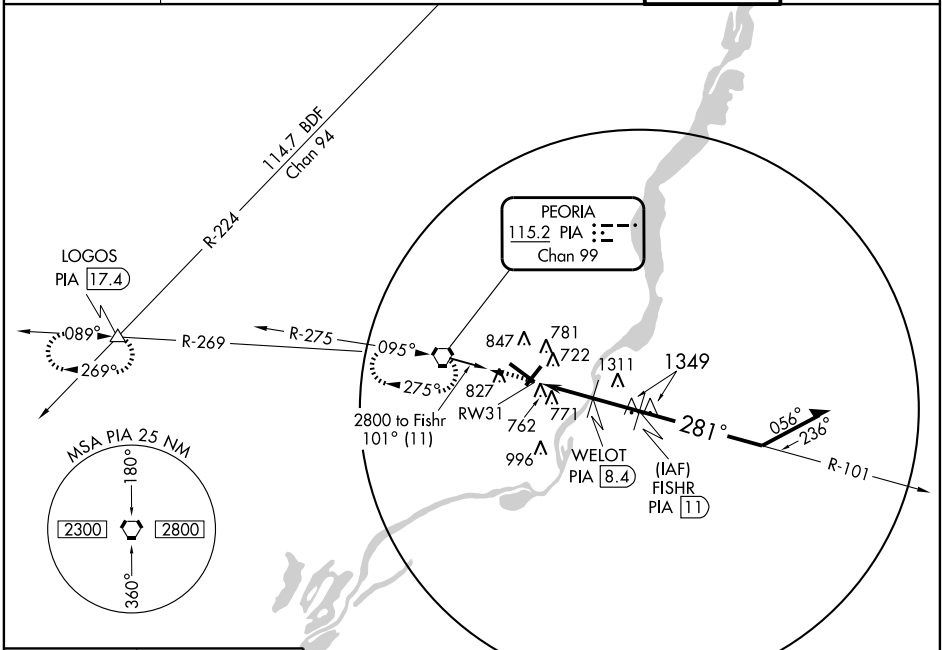 114.7 BDF
Chan 94
R-224
PEORIA
115.2 PIA
Chan 99
LOGOS
PIA 17.4
089°
269°
R-269
R-275
095°
275°
847
781
722
827
RW31
762
771
996
1311
1349
2800 to Fishr
101° (11)
281°
056°
236°
R-101
WELOT
PIA 8.4
(IAF)
FISHR
PIA 11
MSA PIA 25 NM
180°
2300
2800
360°